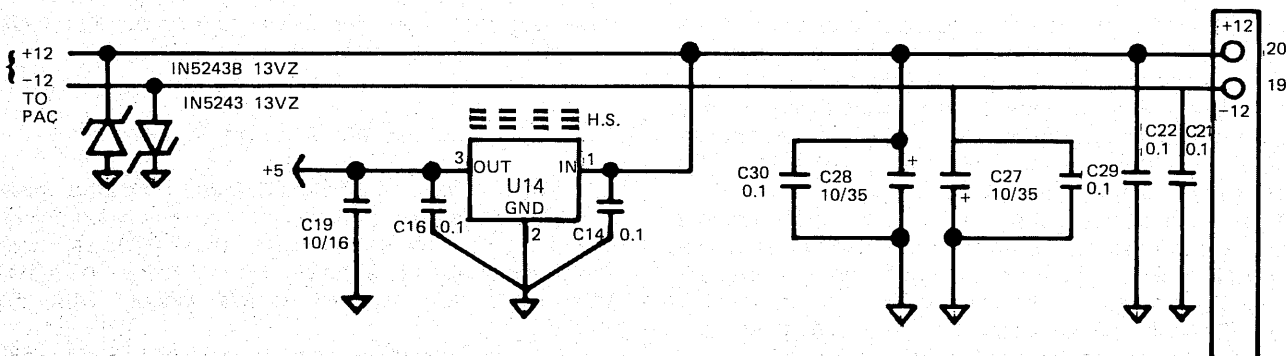 +12
+12
20
IN5243B 13VZ
−12
TO
PAC
IN5243 13VZ
19
−12
H.S.
C22
0.1
C21
0.1
+5
3
OUT
IN
1
U14
GND
2
C30
0.1
C28
10/35
+
C27
10/35
+
C29
0.1
C19
10/16
C16
0.1
C14
0.1